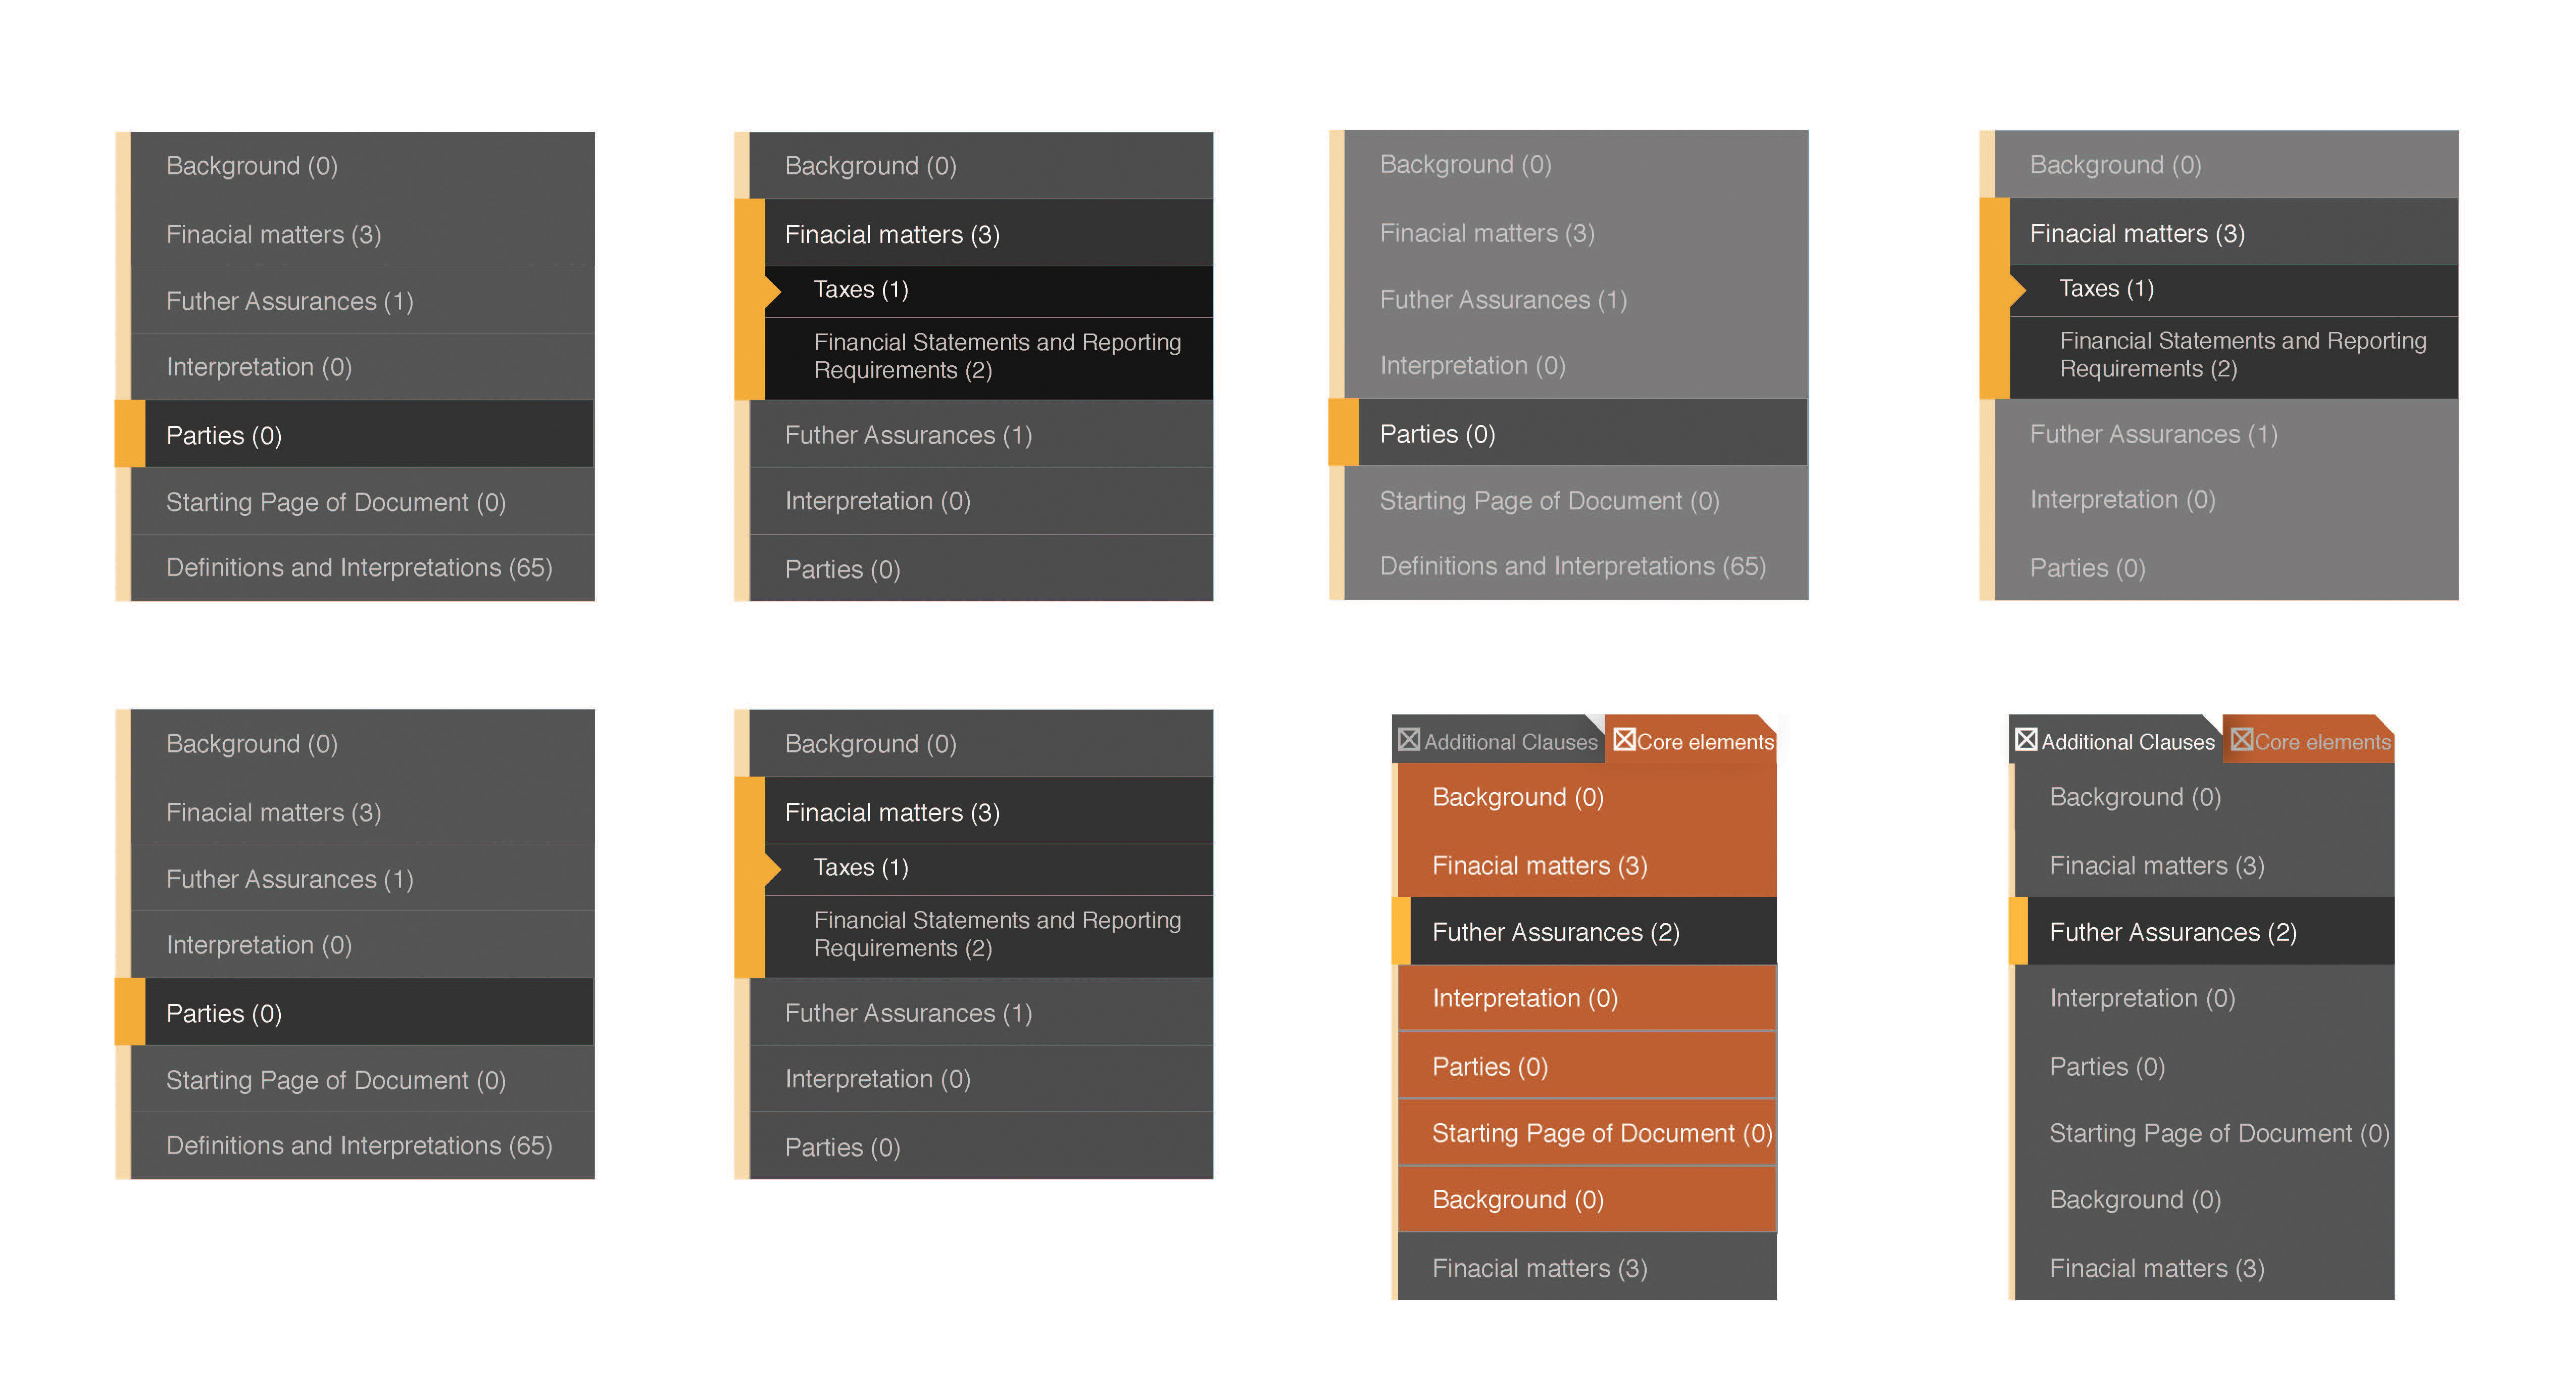 Background (0)
Finacial matters (3)
Futher Assurances (1)
Interpretation (0)
Parties (0)
Starting Page of Document (0)
Definitions and Interpretations (65)
Background (0)
Finacial matters (3)
Taxes (1)
Financial Statements and Reporting
Requirements (2)
Futher Assurances (1)
Interpretation (0)
Parties (0)
Background (0)
Finacial matters (3)
Futher Assurances (1)
Interpretation (0)
Parties (0)
Starting Page of Document (0)
Definitions and Interpretations (65)
Background (0)
Finacial matters (3)
Taxes (1)
Financial Statements and Reporting
Requirements (2)
Futher Assurances (1)
Interpretation (0)
Parties (0)
Background (0)
Finacial matters (3)
Futher Assurances (1)
Interpretation (0)
Parties (0)
Starting Page of Document (0)
Definitions and Interpretations (65)
Background (0)
Finacial matters (3)
Taxes (1)
Financial Statements and Reporting
Requirements (2)
Futher Assurances (1)
Interpretation (0)
Parties (0)
Additional Clauses Core elements
Background (0)
Finacial matters (3)
Futher Assurances (2)
Interpretation (0)
Parties (0)
Starting Page of Document (0)
Background (0)
Finacial matters (3)
Additional Clauses Core elements
Background (0)
Finacial matters (3)
Futher Assurances (2)
Interpretation (0)
Parties (0)
Starting Page of Document (0)
Background (0)
Finacial matters (3)